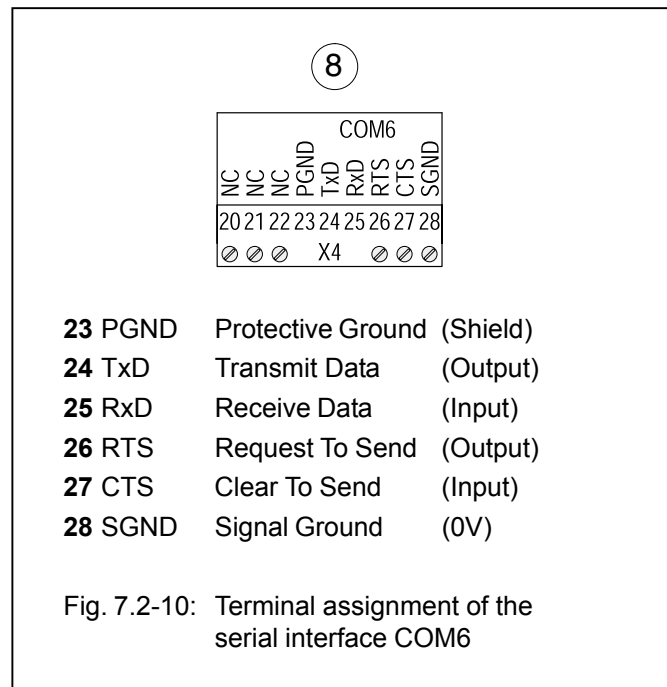 8
COM6
NC NC NC PGND TxD RxD RTS CTS SGND
20 21 22 23 24 25 26 27 28
X4
23 PGND Protective Ground (Shield)
24 TxD Transmit Data (Output)
25 RxD Receive Data (Input)
26 RTS Request To Send (Output)
27 CTS Clear To Send (Input)
28 SGND Signal Ground (0V)
Fig. 7.2-10: Terminal assignment of the
serial interface COM6